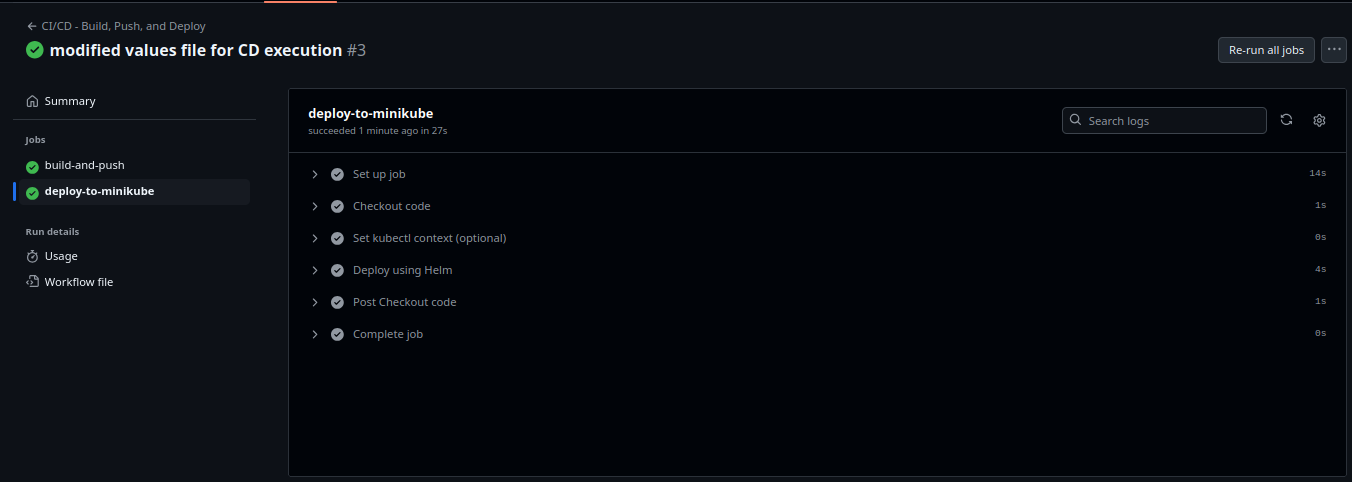 CI/CD - Build, Push, and Deploy
modified values file for CD execution #3
Re-run all jobs
Summary
Jobs
build-and-push
deploy-to-minikube
Run details
Usage
Workflow file
deploy-to-minikube
succeeded 1 minute ago in 27s
Search logs
Set up job 14s
Checkout code 1s
Set kubectl context (optional) 0s
Deploy using Helm 4s
Post Checkout code 1s
Complete job 0s